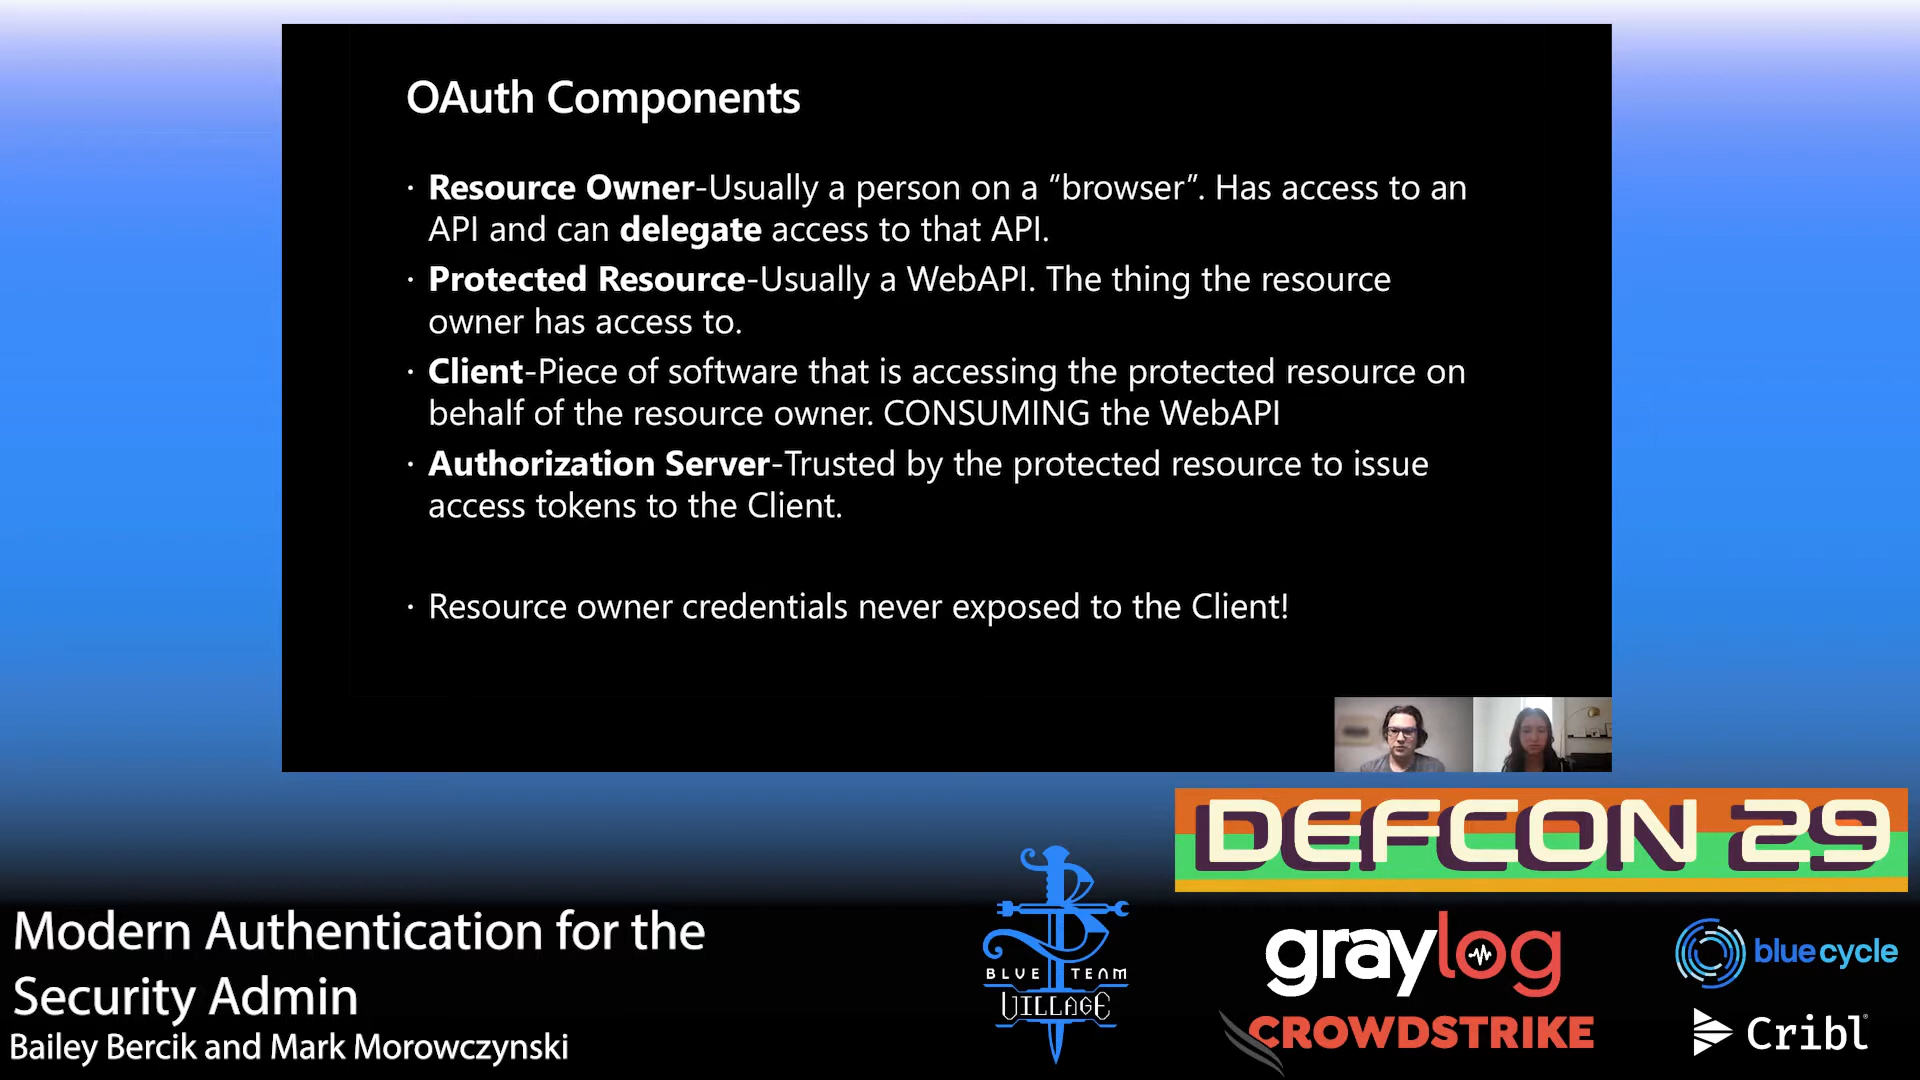 OAuth Components
· Resource Owner-Usually a person on a “browser”. Has access to an
API and can delegate access to that API.
· Protected Resource-Usually a WebAPI. The thing the resource
owner has access to.
· Client-Piece of software that is accessing the protected resource on
behalf of the resource owner. CONSUMING the WebAPI
· Authorization Server-Trusted by the protected resource to issue
access tokens to the Client.
· Resource owner credentials never exposed to the Client!
DEFCON 29
Modern Authentication for the
Security Admin
Bailey Bercik and Mark Morowczynski
BLUE TEAM
VILLAGE
graylog
blue cycle
CROWDSTRIKE
Cribl